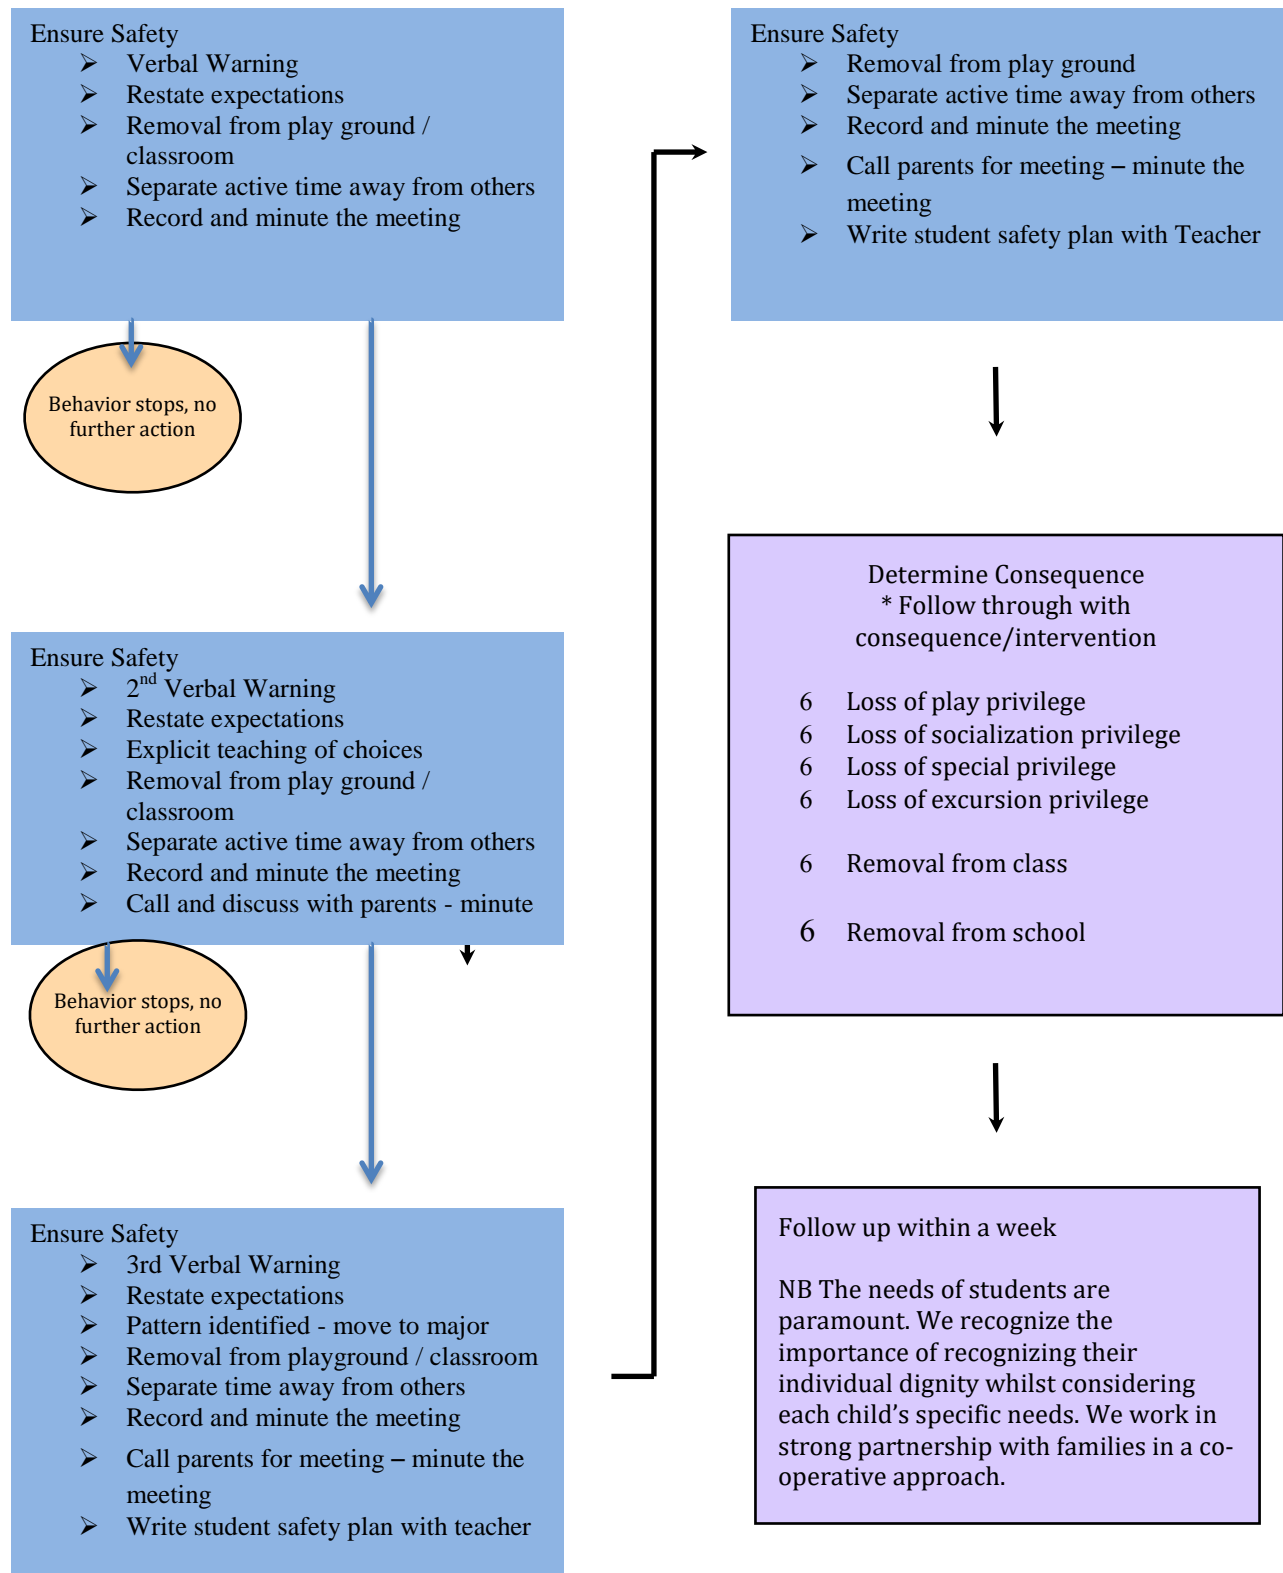 Ensure Safety
➢ Verbal Warning
➢ Restate expectations
➢ Removal from play ground /
classroom
➢ Separate active time away from others
➢ Record and minute the meeting
Behavior stops, no
further action
Ensure Safety
➢ 2nd Verbal Warning
➢ Restate expectations
➢ Explicit teaching of choices
➢ Removal from play ground /
classroom
➢ Separate active time away from others
➢ Record and minute the meeting
➢ Call and discuss with parents - minute
Behavior stops, no
further action
Ensure Safety
➢ 3rd Verbal Warning
➢ Restate expectations
➢ Pattern identified - move to major
➢ Removal from playground / classroom
➢ Separate time away from others
➢ Record and minute the meeting
➢ Call parents for meeting – minute the
meeting
➢ Write student safety plan with teacher
Ensure Safety
➢ Removal from play ground
➢ Separate active time away from others
➢ Record and minute the meeting
➢ Call parents for meeting – minute the
meeting
➢ Write student safety plan with Teacher
Determine Consequence
* Follow through with
consequence/intervention
6 Loss of play privilege
6 Loss of socialization privilege
6 Loss of special privilege
6 Loss of excursion privilege
6 Removal from class
6 Removal from school
Follow up within a week
NB The needs of students are
paramount. We recognize the
importance of recognizing their
individual dignity whilst considering
each child’s specific needs. We work in
strong partnership with families in a co-
operative approach.